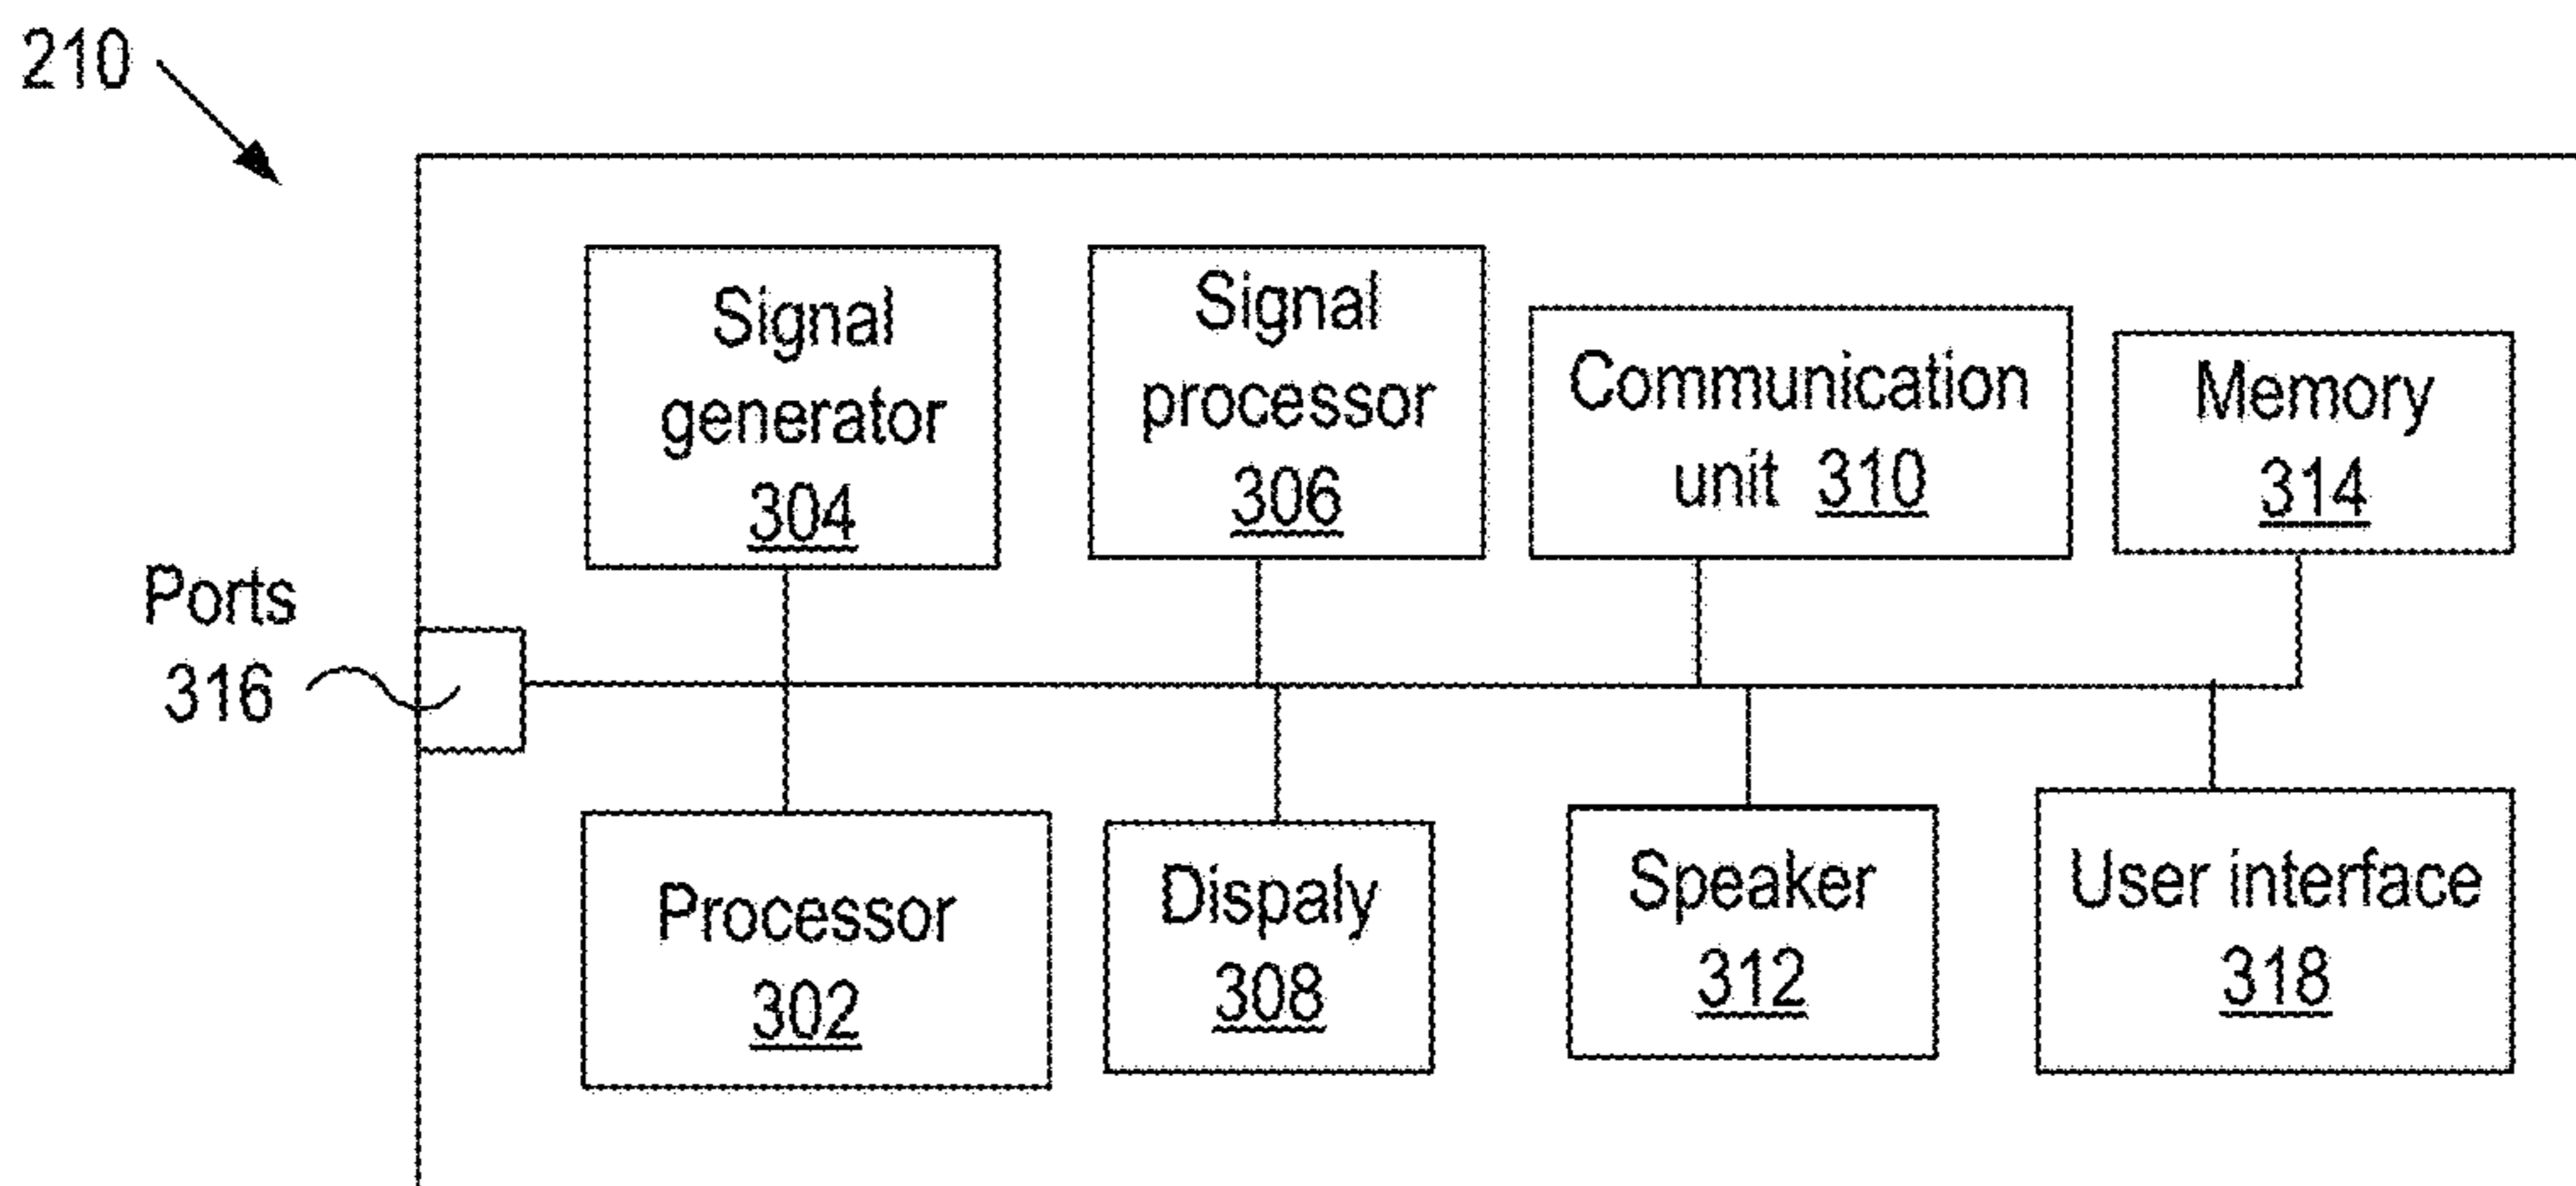 210
Signal
generator
304
Signal
processor
306
Communication
unit 310
Memory
314
Ports
316
Processor
302
Dispaly
308
Speaker
312
User interface
318